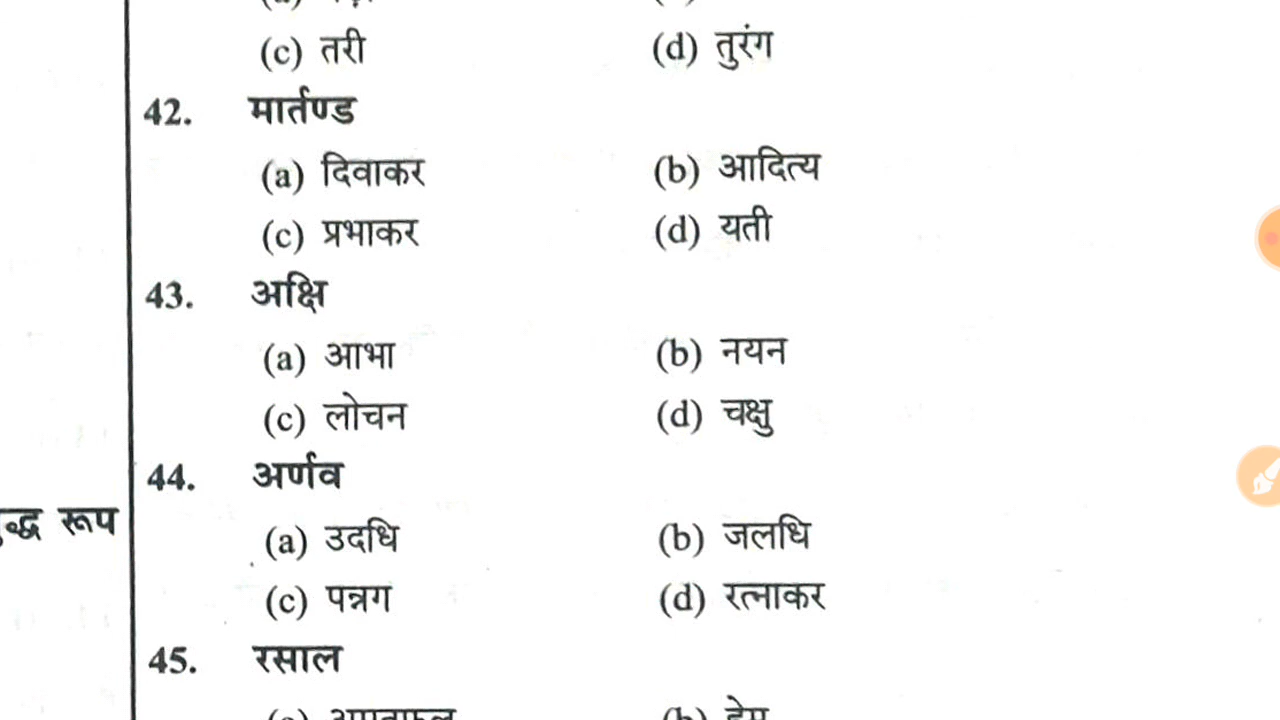 (c) तरी (d) तुरंग
42. मार्तण्ड
(a) दिवाकर (b) आदित्य
(c) प्रभाकर (d) यती
43. अक्षि
(a) आभा (b) नयन
(c) लोचन (d) चक्षु
44. अर्णव
रूप
(a) उदधि (b) जलधि
(c) पन्नग (d) रत्नाकर
45. रसाल